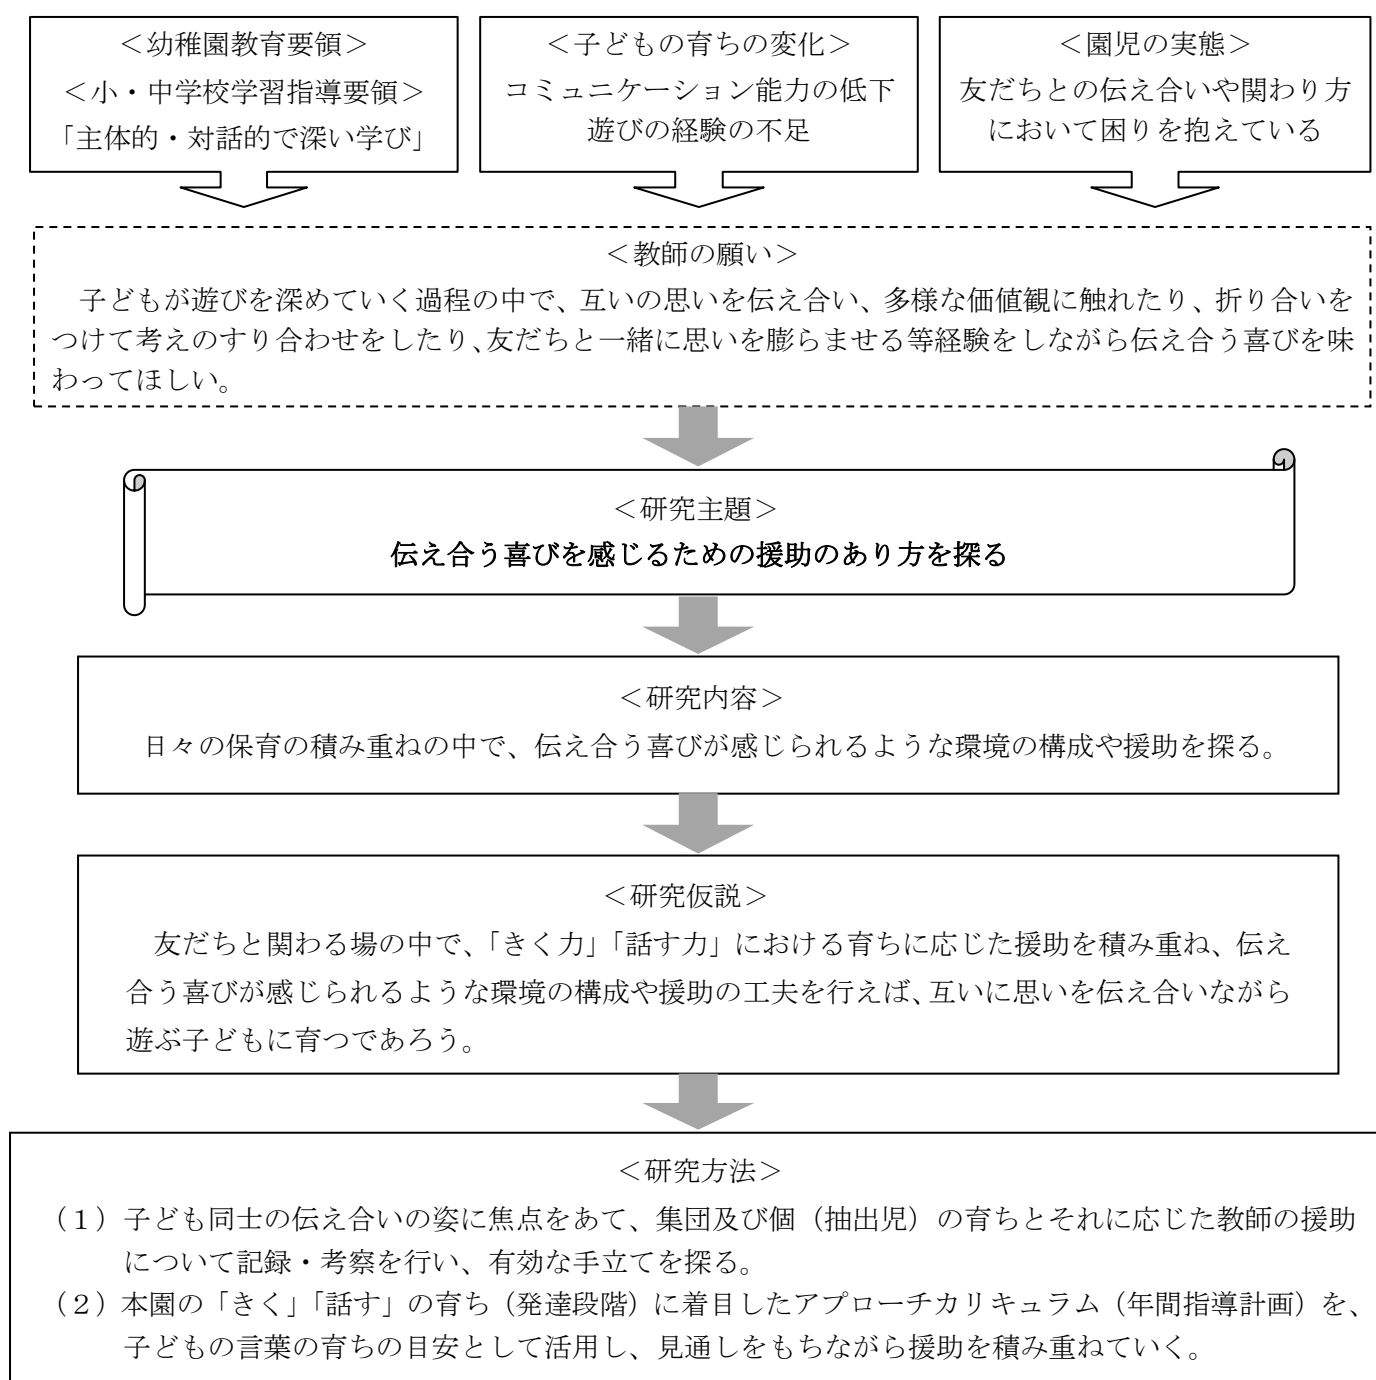 ＜幼稚園教育要領＞
＜小・中学校学習指導要領＞
「主体的・対話的で深い学び」
＜子どもの育ちの変化＞
コミュニケーション能力の低下
遊びの経験の不足
＜園児の実態＞
友だちとの伝え合いや関わり方
において困りを抱えている
＜教師の願い＞
子どもが遊びを深めていく過程の中で、互いの思いを伝え合い、多様な価値観に触れたり、折り合いを
つけて考えのすり合わせをしたり、友だちと一緒に思いを膨らませる等経験をしながら伝え合う喜びを味
わってほしい。
＜研究主題＞
伝え合う喜びを感じるための援助のあり方を探る
＜研究内容＞
日々の保育の積み重ねの中で、伝え合う喜びが感じられるような環境の構成や援助を探る。
＜研究仮説＞
友だちと関わる場の中で、「きく力」「話す力」における育ちに応じた援助を積み重ね、伝え
合う喜びが感じられるような環境の構成や援助の工夫を行えば、互いに思いを伝え合いながら
遊ぶ子どもに育つであろう。
＜研究方法＞
（１）子ども同士の伝え合いの姿に焦点をあて、集団及び個（抽出児）の育ちとそれに応じた教師の援助
について記録・考察を行い、有効な手立てを探る。
（２）本園の「きく」「話す」の育ち（発達段階）に着目したアプローチカリキュラム（年間指導計画）を、
子どもの言葉の育ちの目安として活用し、見通しをもちながら援助を積み重ねていく。